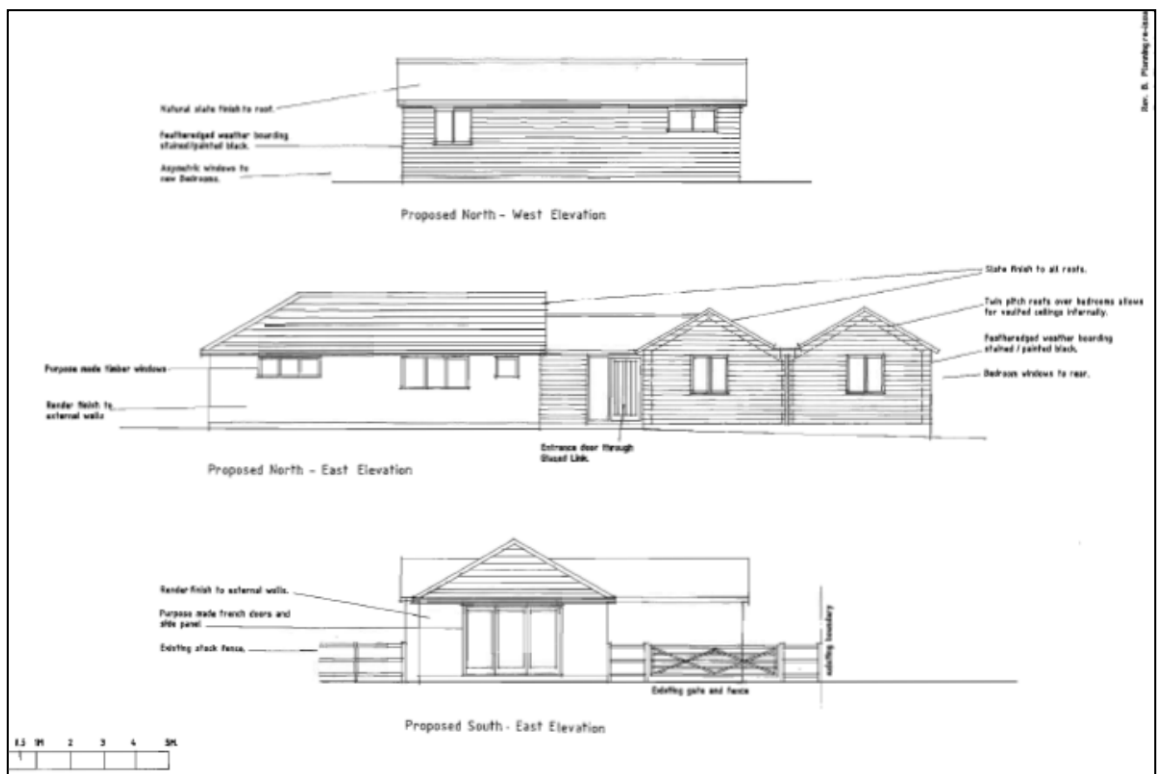 Rev. B. Planning re-issue
Natural slate finish to roof.
Featheredged weather boarding
stained/painted black.
Asymetric windows to
new Bedrooms.
Proposed North - West Elevation
Slate finish to all roofs.
Twin pitch roofs over bedrooms allows
for vaulted ceilings internally.
Featheredged weather boarding
stained / painted black.
Bedroom windows to rear.
Purpose made timber windows
Render finish to
external walls
Entrance door through
Glazed Link.
Proposed North - East Elevation
Render finish to external walls.
Purpose made french doors and
side panel
Existing stock fence.
existing boundary
Existing gate and fence
Proposed South - East Elevation
0.5 1M 2 3 4 5M.